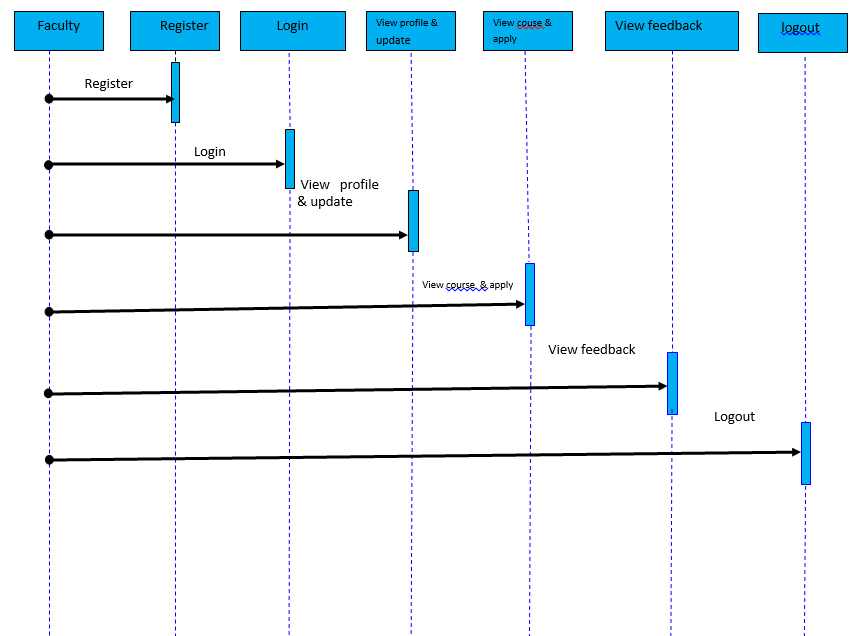 Faculty
Register
Login
View profile &
update
View couse &
apply
View feedback
logout
Register
Login
View profile
& update
View course & apply
View feedback
Logout